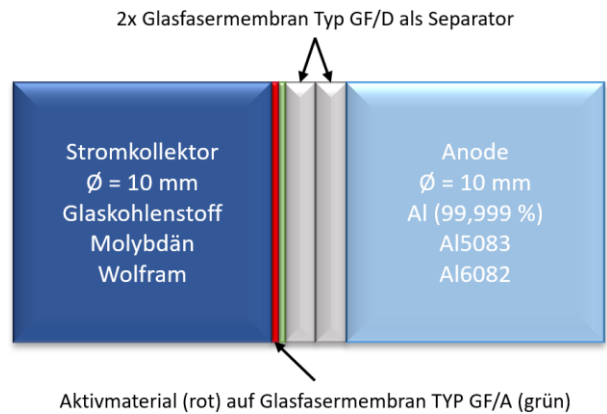 2x Glasfasermembran Typ GF/D als Separator
Stromkollektor
Ø = 10 mm
Glaskohlenstoff
Molybdän
Wolfram
Anode
Ø = 10 mm
Al (99,999 %)
Al5083
Al6082
Aktivmaterial (rot) auf Glasfasermembran TYP GF/A (grün)